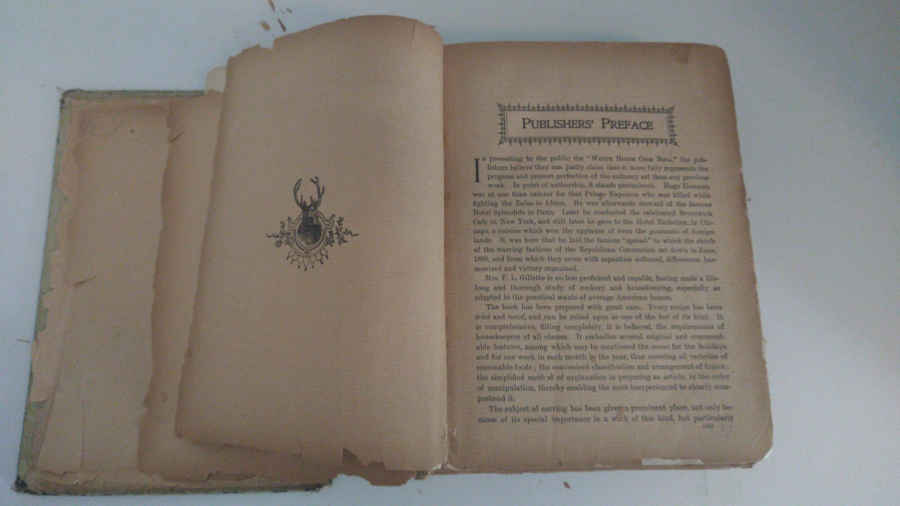 PUBLISHERS' PREFACE
IN presenting to the public the "WHITE HOUSE COOK BOOK," the pub-
lishers believe they can justly claim that it more fully represents the
progress and present perfection of the culinary art than any previous
work. In point of authorship, it stands preëminent. Hugo Ziemann
was at one time caterer for that Prince Napoleon who was killed while
fighting the Zulus in Africa. He was afterwards steward of the famous
Hotel Splendide in Paris. Later he conducted the celebrated Brunswick
Café in New York, and still later he gave to the Hotel Richelieu, in Chi-
cago, a cuisine which won the applause of even the gourmets of foreign
lands. It was here that he laid the famous "spread" to which the chiefs
of the warring factions of the Republican Convention sat down in June,
1888, and from which they arose with asperities softened, differences har-
monized and victory organized.
Mrs. F. L. Gillette is no less proficient and capable, having made a life-
long and thorough study of cookery and housekeeping, especially as
adapted to the practical wants of average American homes.
The book has been prepared with great care. Every recipe has been
tried and tested, and can be relied upon as one of the best of its kind. It
is comprehensive, filling completely, it is believed, the requirements of
housekeepers of all classes. It embodies several original and commend-
able features, among which may be mentioned the menus for the holidays
and for one week in each month in the year, thus covering all varieties of
seasonable foods; the convenient classification and arrangement of topics;
the simplified method of explanation in preparing an article, in the order
of manipulation, thereby enabling the most inexperienced to clearly com-
prehend it.
The subject of carving has been given a prominent place, not only be-
cause of its special importance in a work of this kind, but particularly